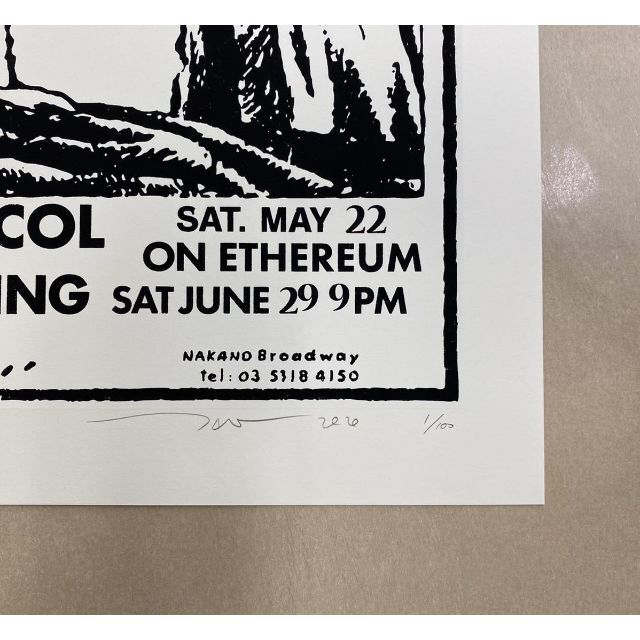 COL
SAT. MAY 22
ON ETHEREUM
ING
SAT JUNE 29 9PM
NAKANO Broadway
tel: 03 5318 4150
1/100